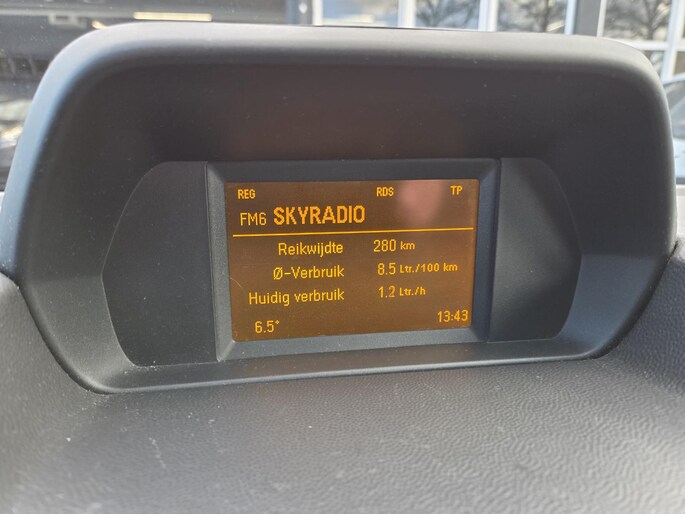 REG RDS TP
FM6 SKYRADIO
Reikwijdte 280 km
Ø-Verbruik 8.5 Ltr./100 km
Huidig verbruik 1.2 Ltr./h
6.5° 13:43